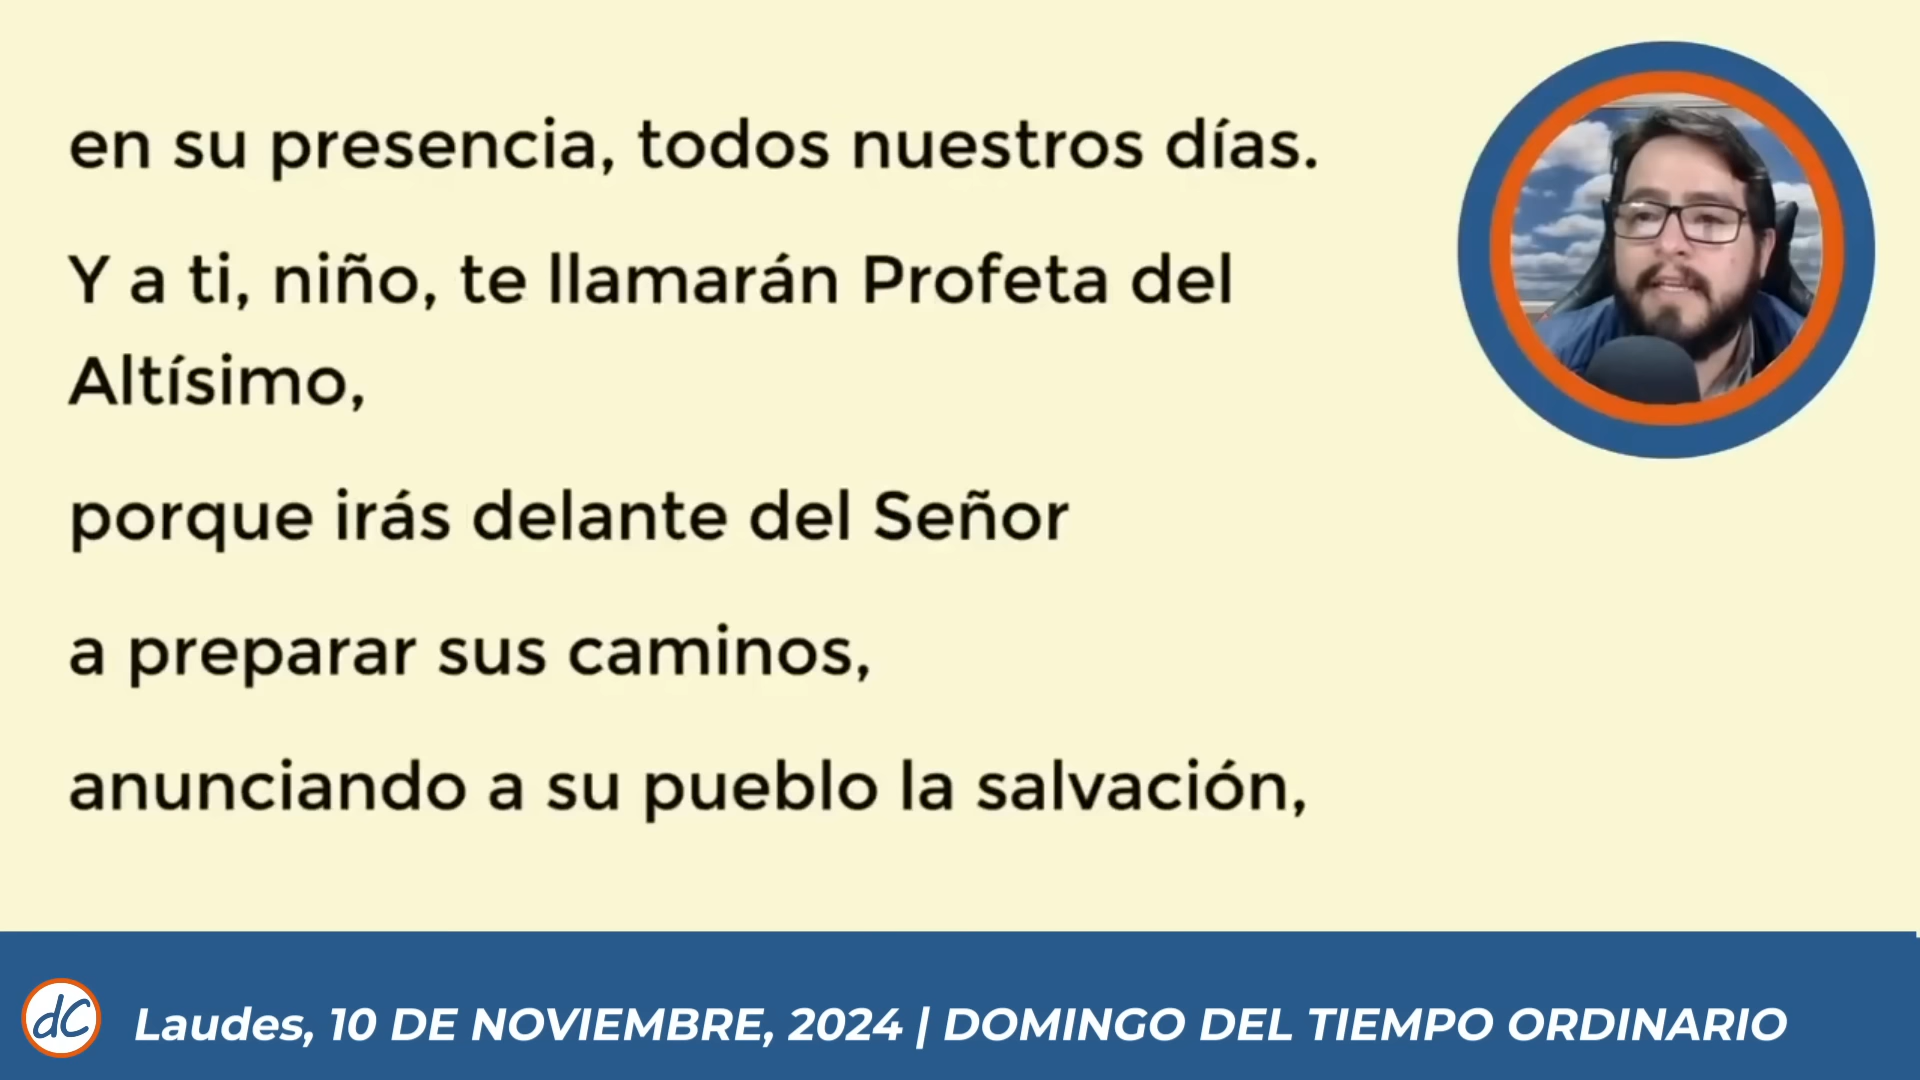 en su presencia, todos nuestros días.
Y a ti, niño, te llamarán Profeta del
Altísimo,
porque irás delante del Señor
a preparar sus caminos,
anunciando a su pueblo la salvación,
dC
Laudes, 10 DE NOVIEMBRE, 2024 | DOMINGO DEL TIEMPO ORDINARIO